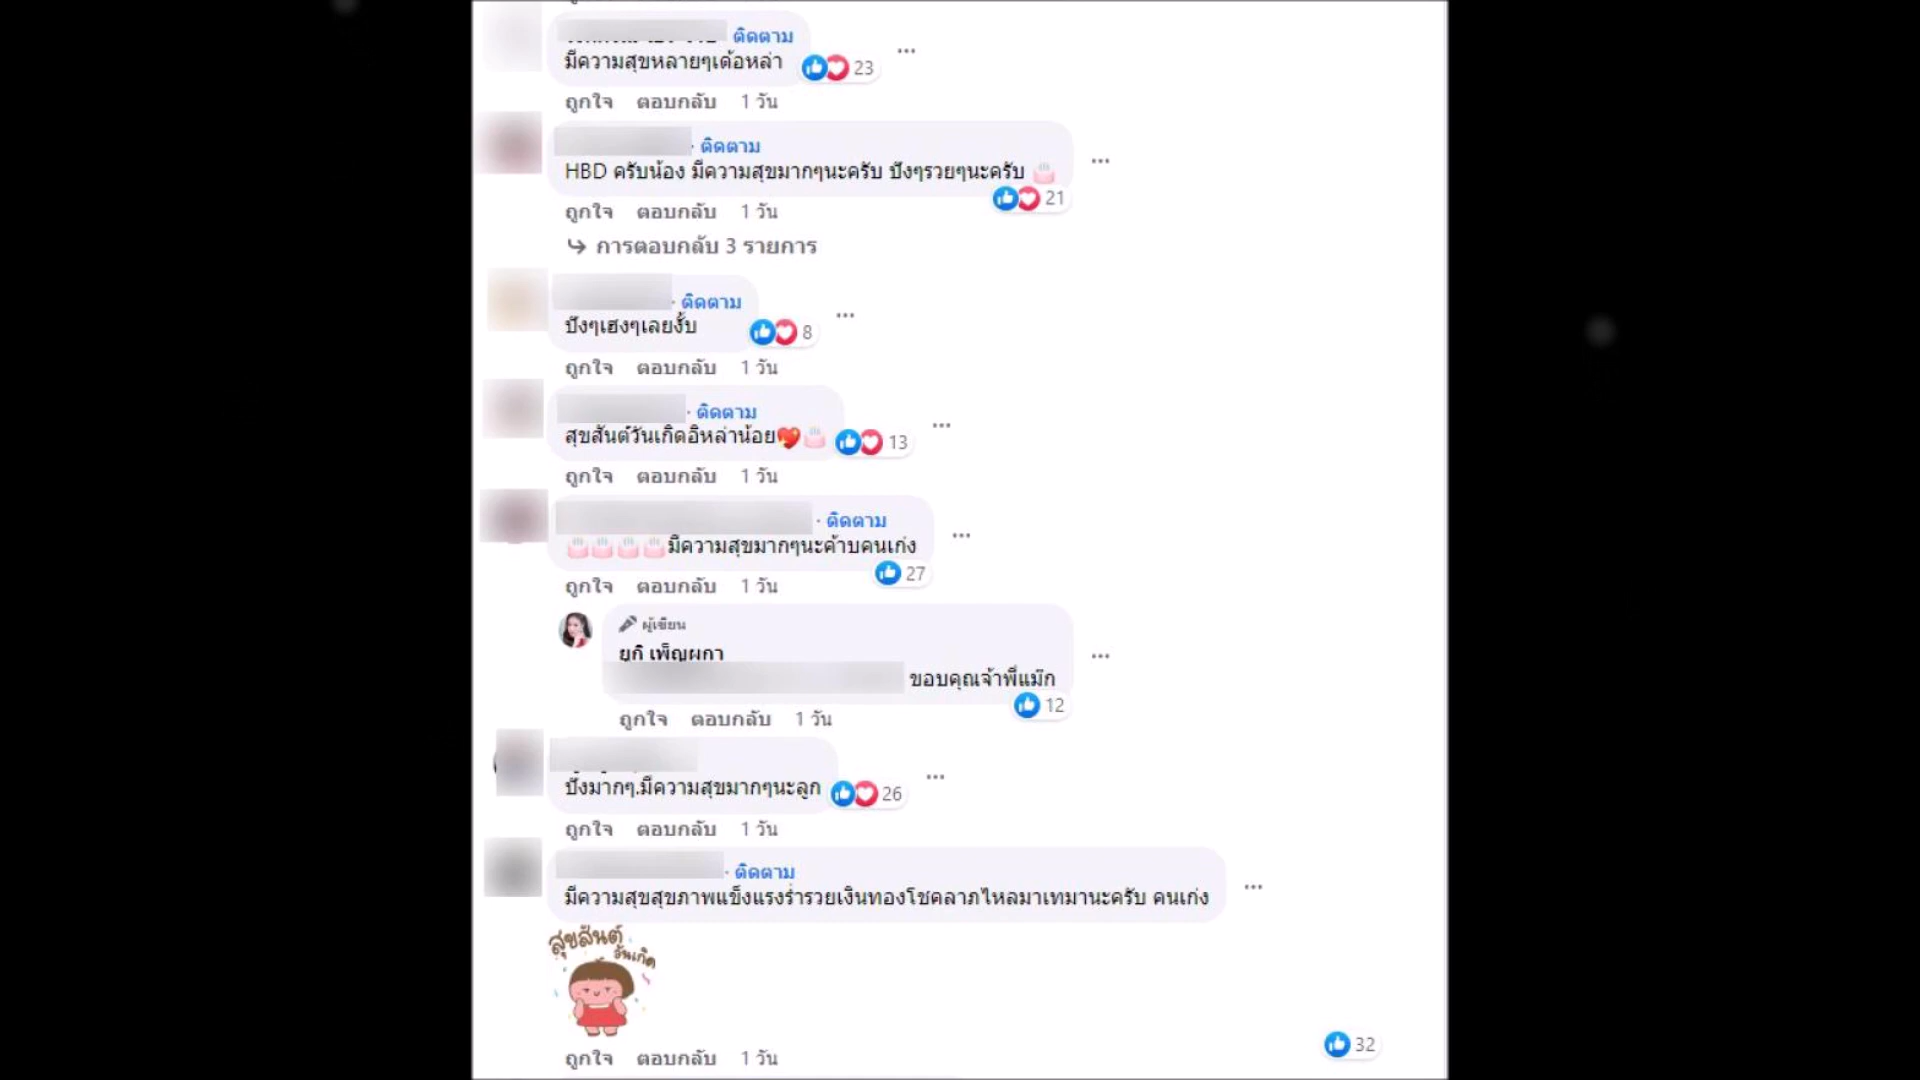 ติดตาม
มีความสุขหลายๆเด้อหล่า
23
ถูกใจ ตอบกลับ 1 วัน
· ติดตาม
HBD ครับน้อง มีความสุขมากๆนะครับ ปังๆรวยๆนะครับ
21
ถูกใจ ตอบกลับ 1 วัน
การตอบกลับ 3 รายการ
· ติดตาม
ปังๆเฮงๆเลยงั้บ
8
ถูกใจ ตอบกลับ 1 วัน
· ติดตาม
สุขสันต์วันเกิดอิหล่าน้อย
13
ถูกใจ ตอบกลับ 1 วัน
· ติดตาม
มีความสุขมากๆนะค้าบคนเก่ง
27
ถูกใจ ตอบกลับ 1 วัน
ผู้เขียน
ยูกิ เพ็ญผกา
ขอบคุณจ้าพี่แม๊ก
12
ถูกใจ ตอบกลับ 1 วัน
ปังมากๆ.มีความสุขมากๆนะลูก
26
ถูกใจ ตอบกลับ 1 วัน
· ติดตาม
มีความสุขสุขภาพแข็งแรงร่ำรวยเงินทองโชคลาภไหลมาเทมานะครับ คนเก่ง
สุขสันต์
วันเกิด
32
ถูกใจ ตอบกลับ 1 วัน